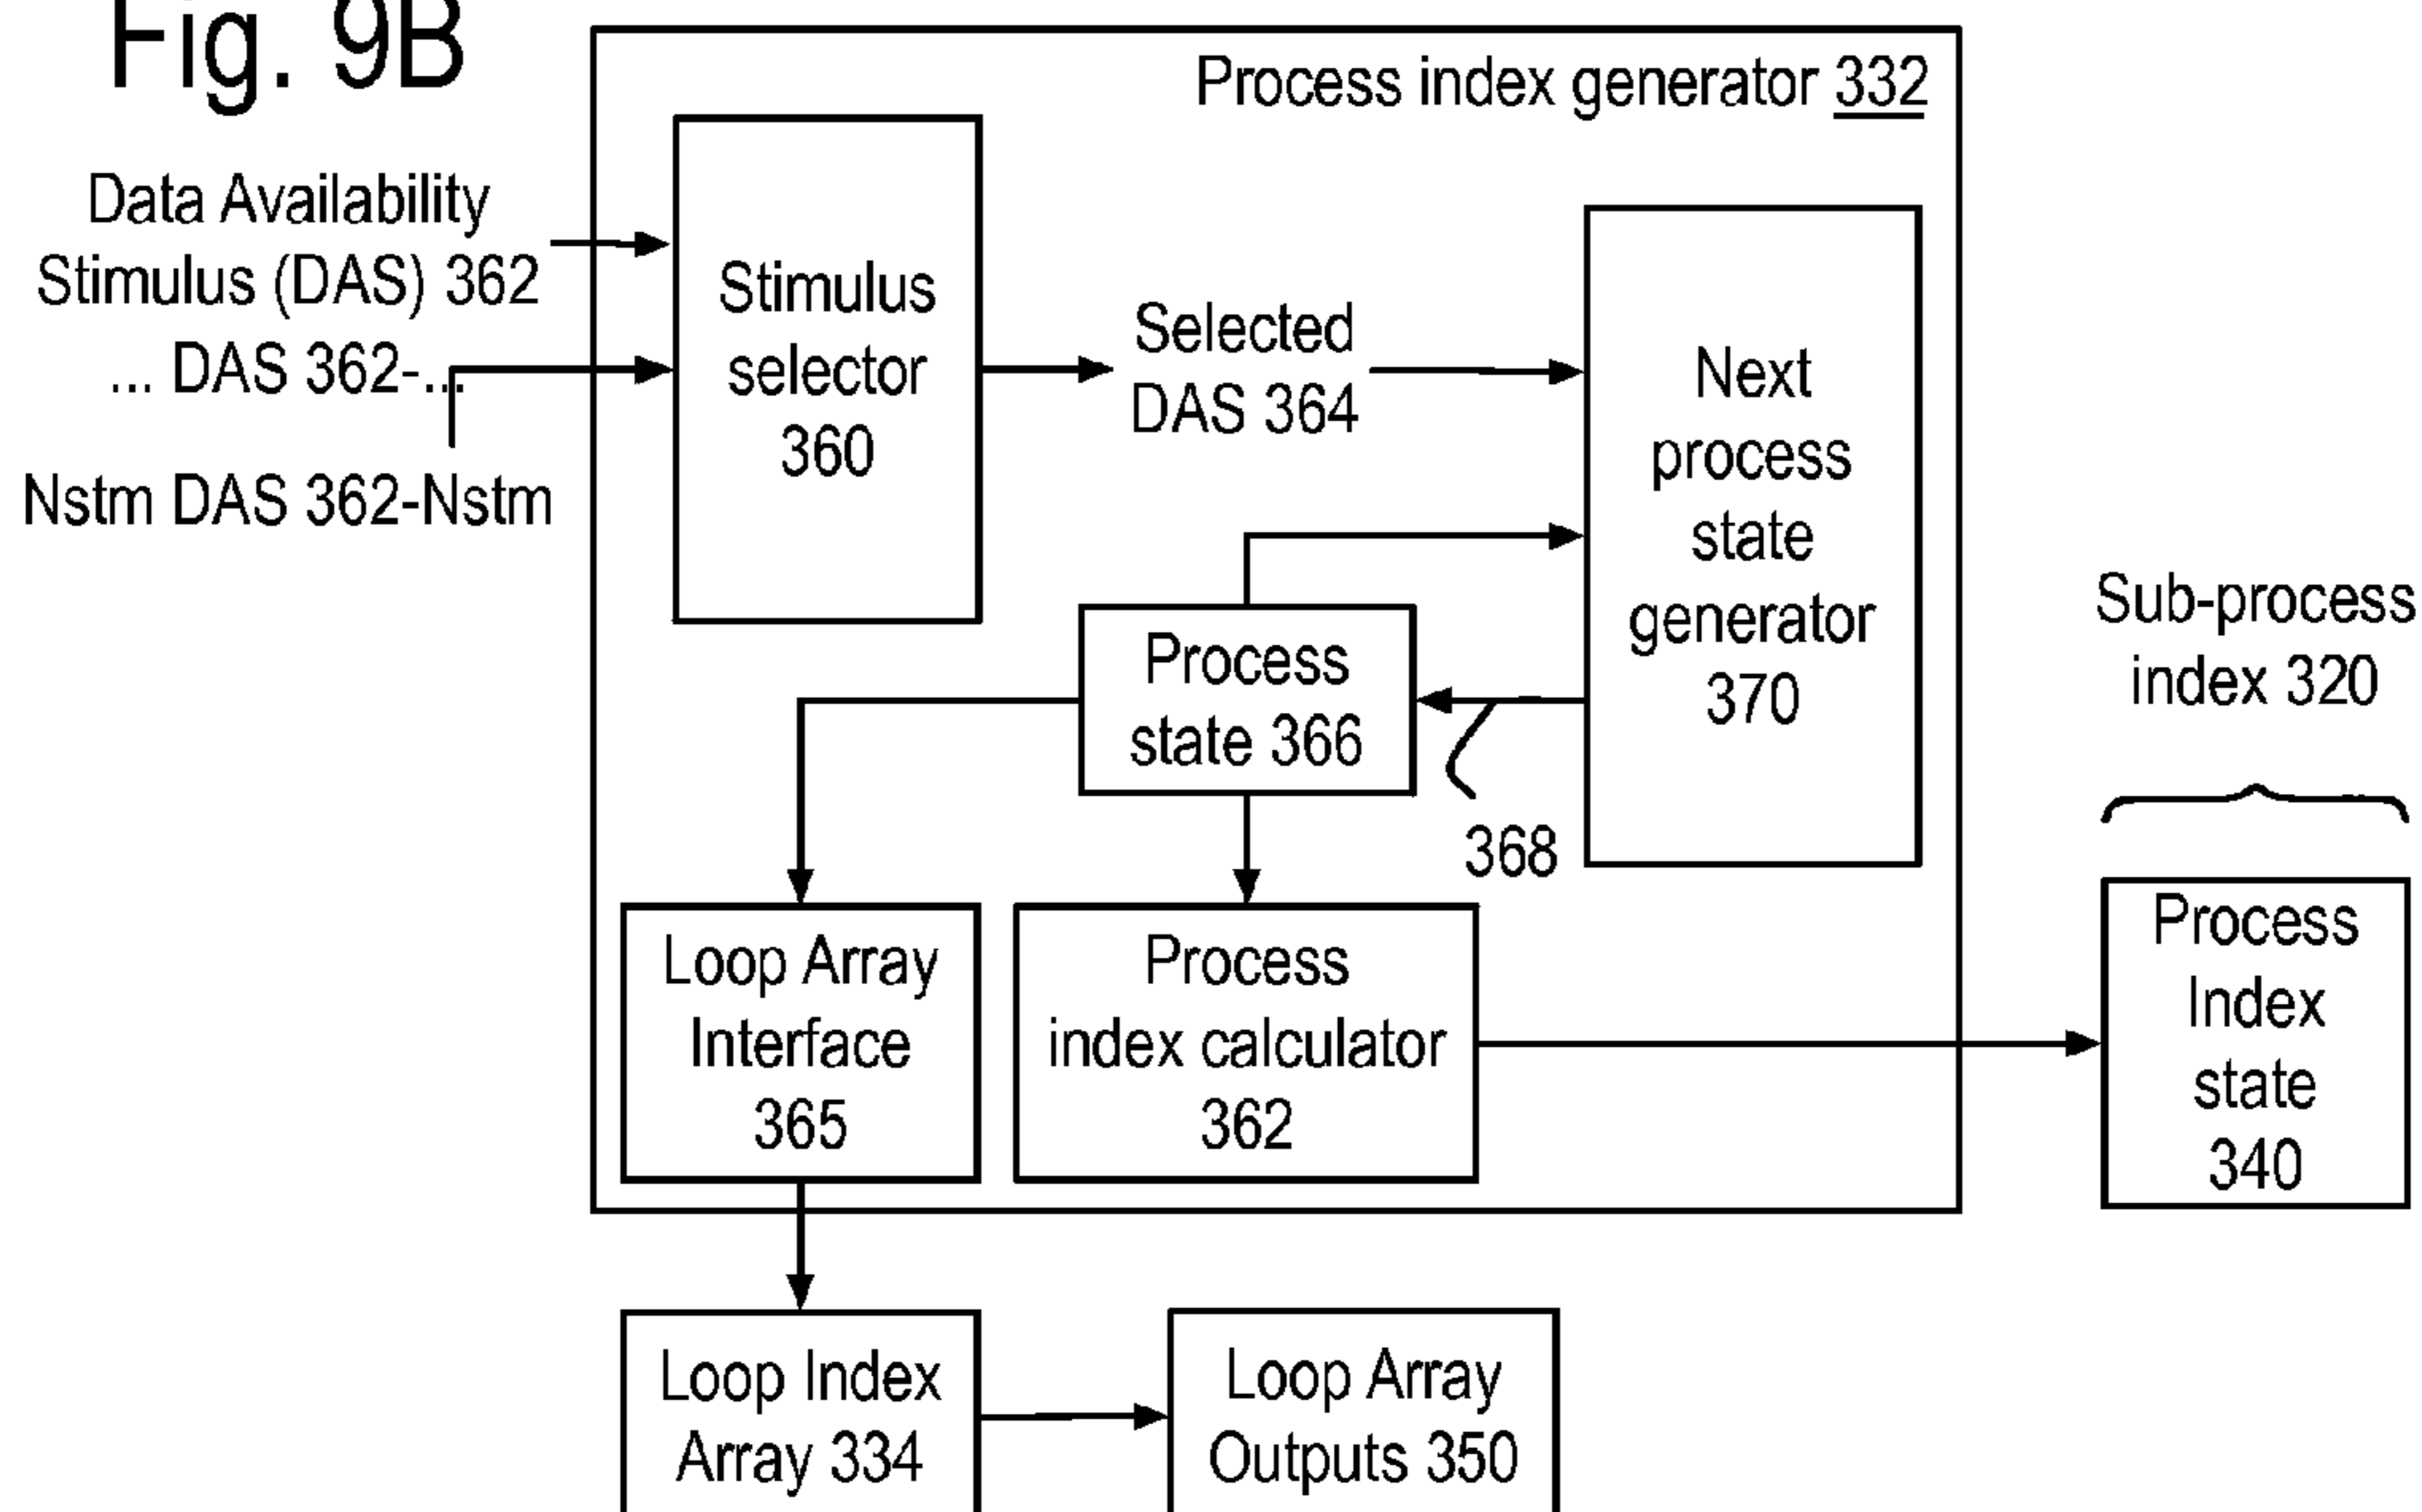 Fig. 9B
Process index generator 332
Data Availability
Stimulus (DAS) 362
... DAS 362-...
Nstm DAS 362-Nstm
Stimulus
selector
360
Selected
DAS 364
Next
process
state
generator
370
Process
state 366
368
Sub-process
index 320
Loop Array
Interface
365
Process
index calculator
362
Process
Index
state
340
Loop Index
Array 334
Loop Array
Outputs 350